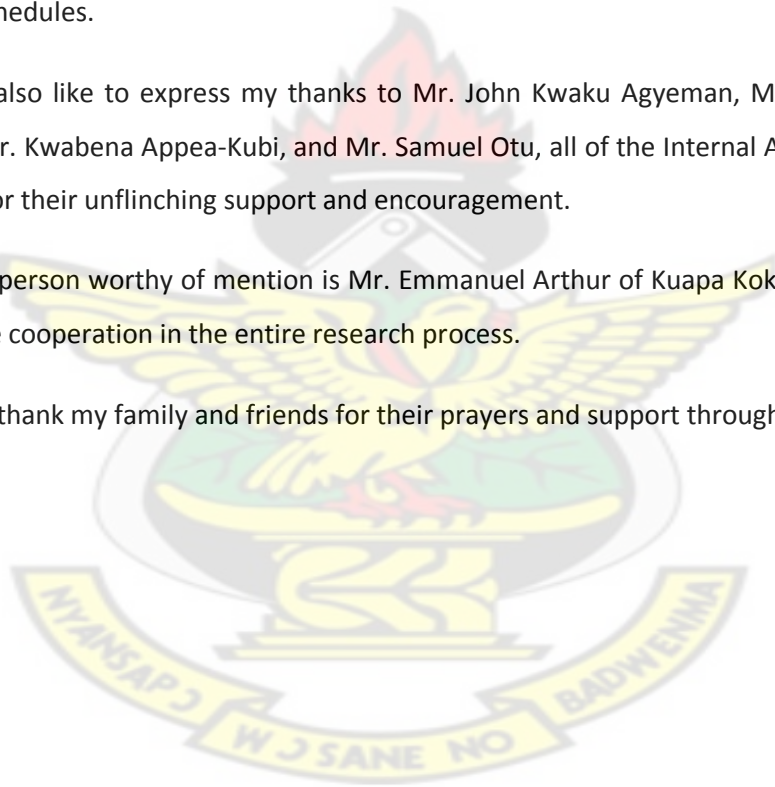 hedules.
also like to express my thanks to Mr. John Kwaku Agyeman, M
r. Kwabena Appea-Kubi, and Mr. Samuel Otu, all of the Internal A
or their unflinching support and encouragement.
person worthy of mention is Mr. Emmanuel Arthur of Kuapa Kok
e cooperation in the entire research process.
thank my family and friends for their prayers and support through
NYANSAPƆ
WƆSANE NO
BADWENMA